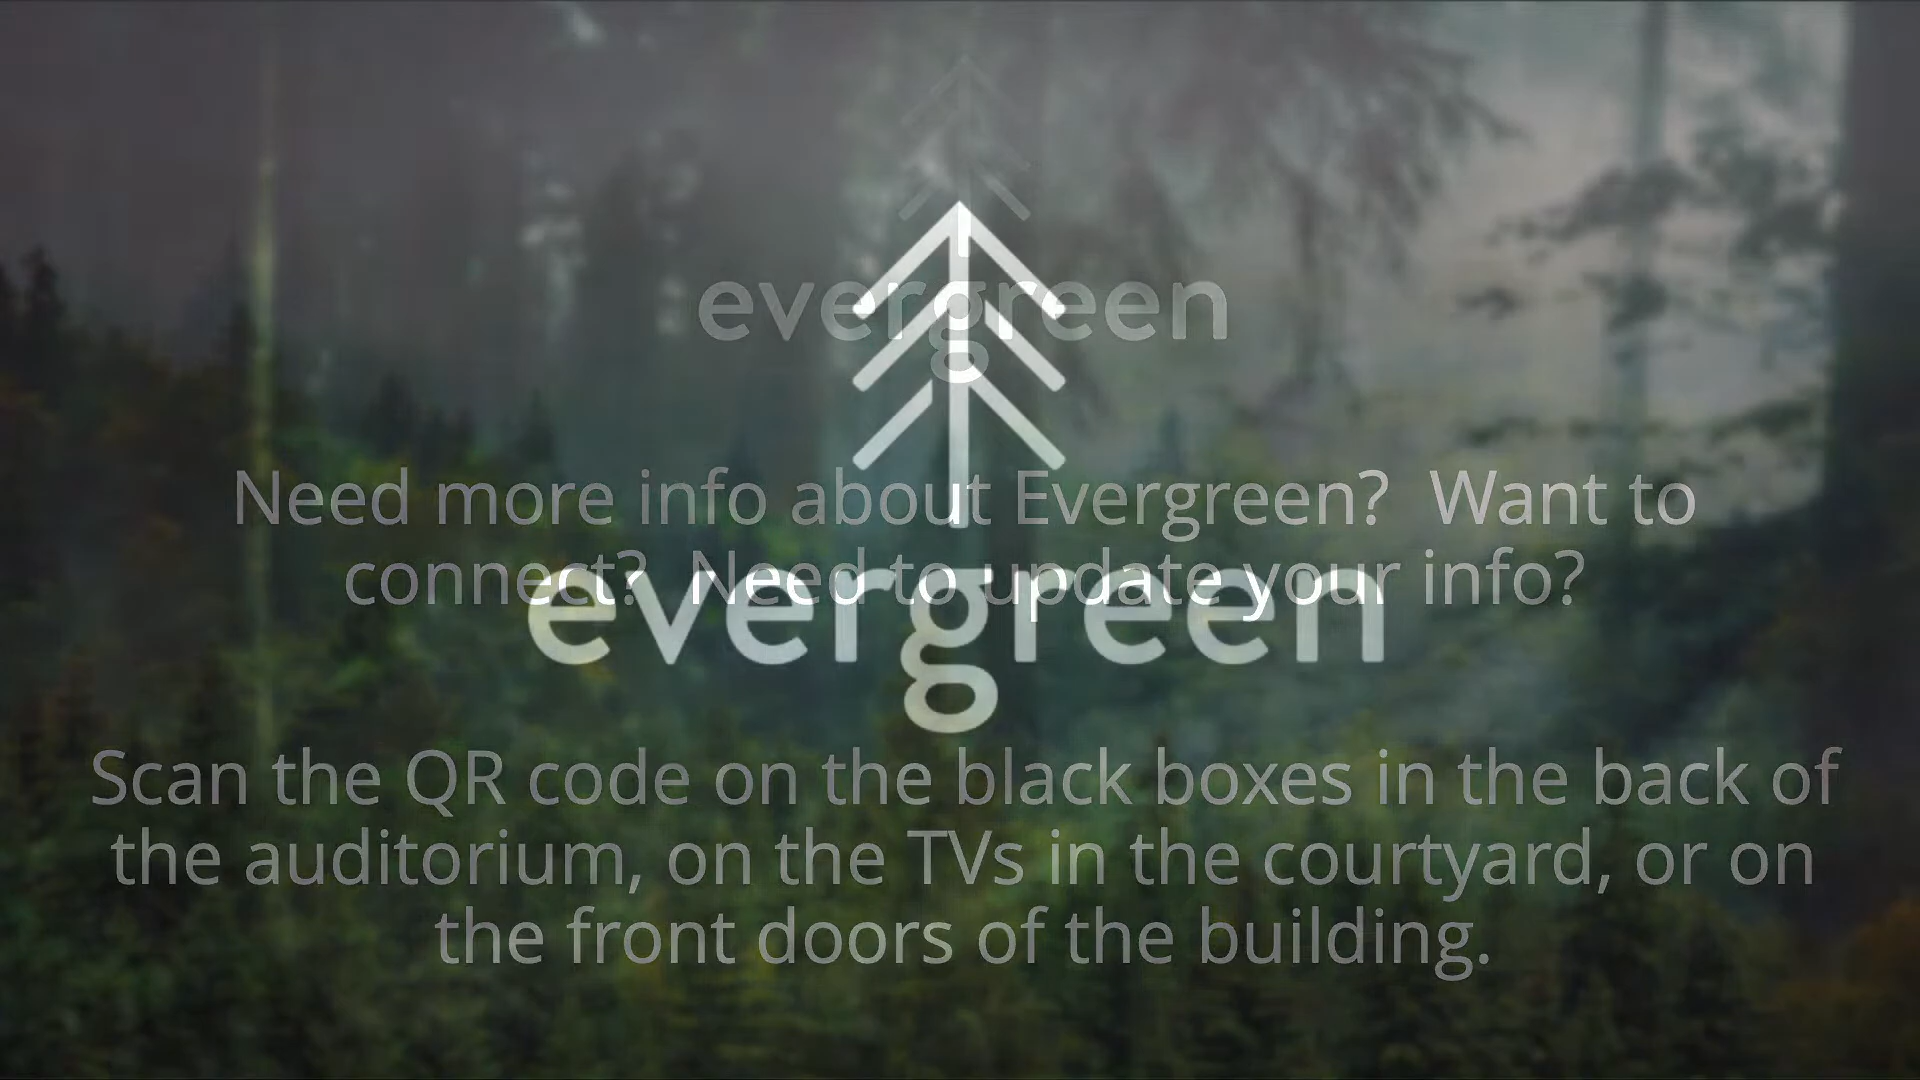 evergreen
Need more info about Evergreen? Want to
connect? Need to update your info?
evergreen
Scan the QR code on the black boxes in the back of
the auditorium, on the TVs in the courtyard, or on
the front doors of the building.